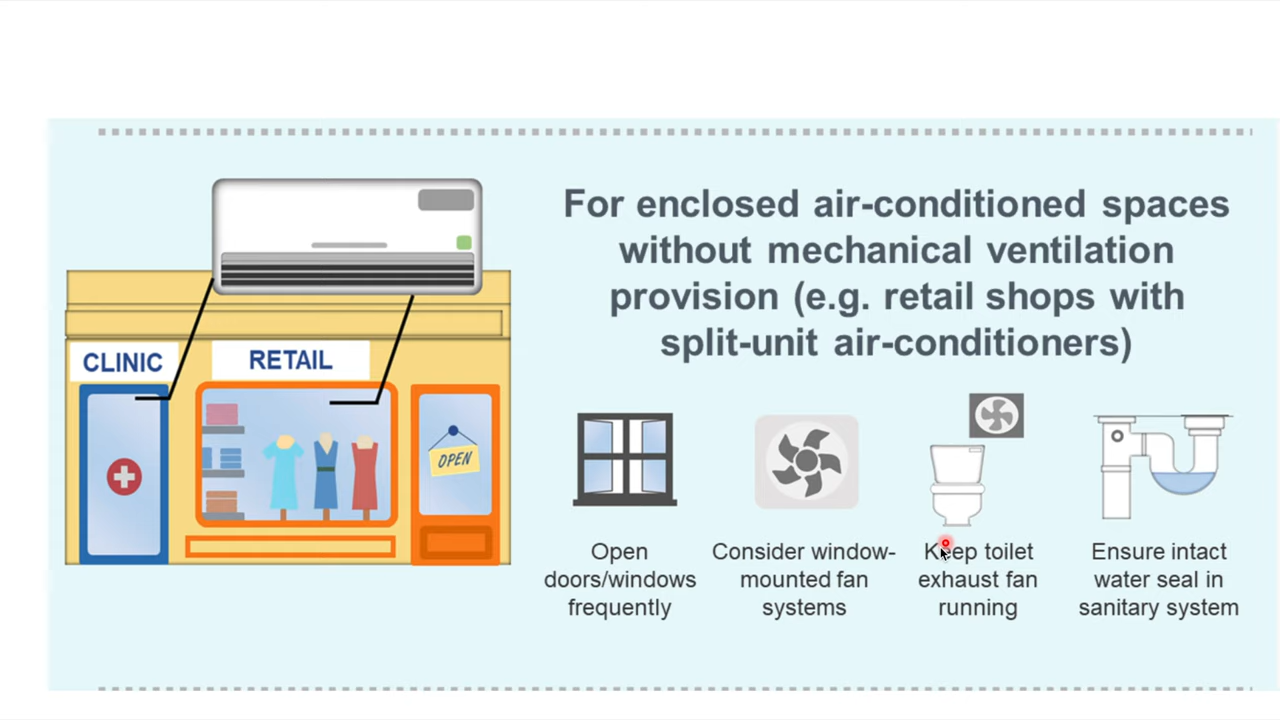 For enclosed air-conditioned spaces
without mechanical ventilation
provision (e.g. retail shops with
split-unit air-conditioners)
CLINIC
RETAIL
OPEN
Open
doors/windows
frequently
Consider window-
mounted fan
systems
Keep toilet
exhaust fan
running
Ensure intact
water seal in
sanitary system